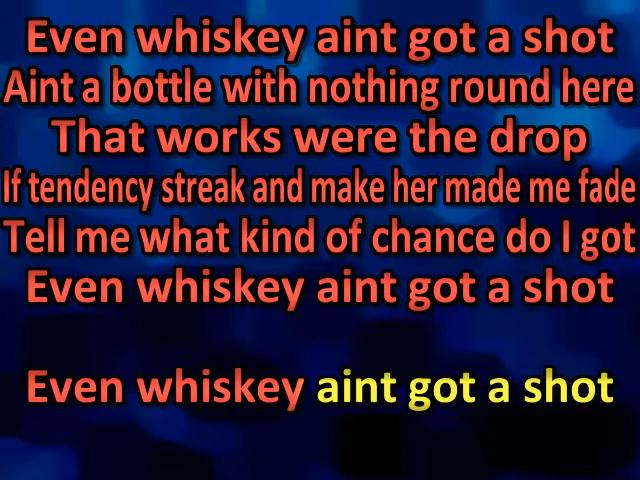 Even whiskey aint got a shot
Aint a bottle with nothing round here
That works were the drop
If tendency streak and make her made me fade
Tell me what kind of chance do I got
Even whiskey aint got a shot
Even whiskey aint got a shot